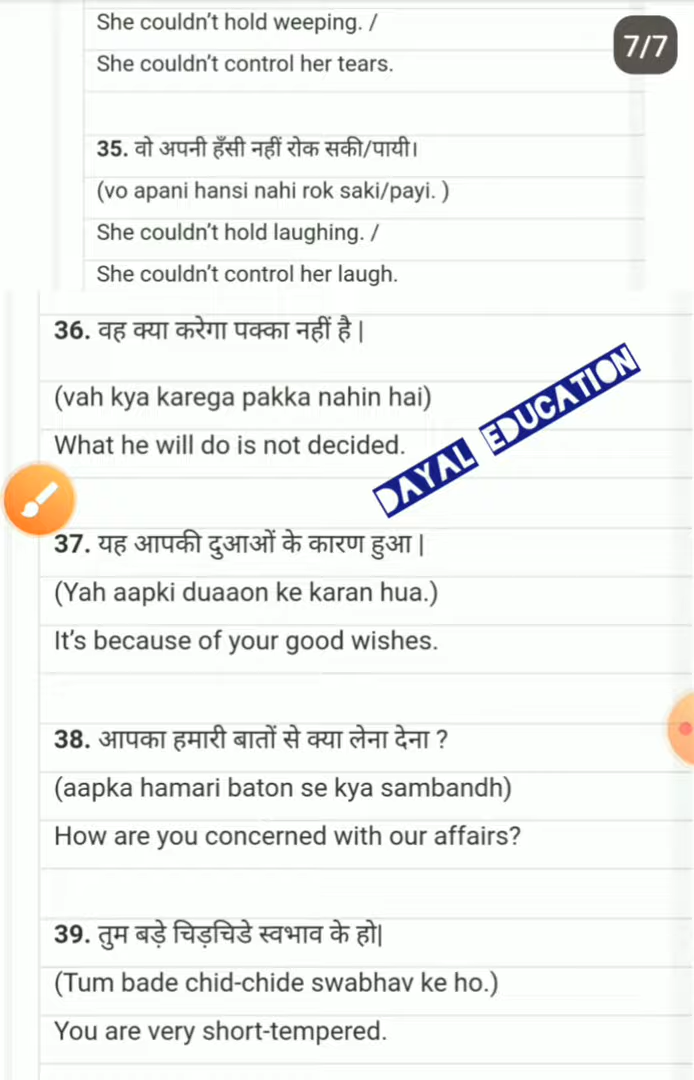 She couldn't hold weeping. /
7/7
She couldn't control her tears.
35. वो अपनी हँसी नहीं रोक सकी/पायी।
(vo apani hansi nahi rok saki/payi. )
She couldn't hold laughing. /
She couldn't control her laugh.
36. वह क्या करेगा पक्का नहीं है |
(vah kya karega pakka nahin hai)
What he will do is not decided.
DAYAL EDUCATION
37. यह आपकी दुआओं के कारण हुआ |
(Yah aapki duaaon ke karan hua.)
It's because of your good wishes.
38. आपका हमारी बातों से क्या लेना देना ?
(aapka hamari baton se kya sambandh)
How are you concerned with our affairs?
39. तुम बड़े चिड़चिडे स्वभाव के हो|
(Tum bade chid-chide swabhav ke ho.)
You are very short-tempered.